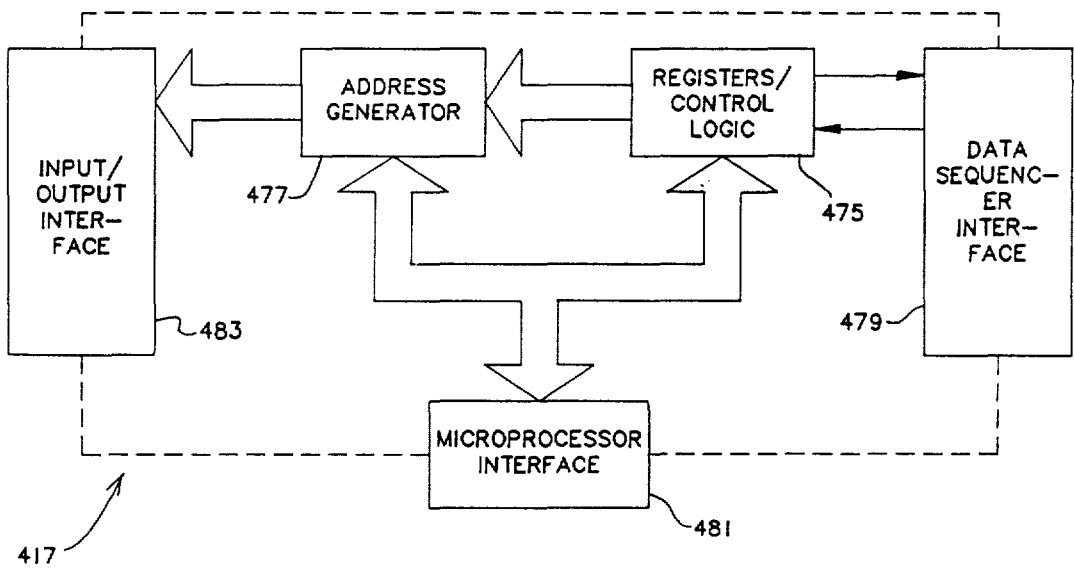 INPUT/
OUTPUT
INTER-
FACE
483
ADDRESS
GENERATOR
477
REGISTERS/
CONTROL
LOGIC
475
DATA
SEQUENC-
ER
INTER-
FACE
479
MICROPROCESSOR
INTERFACE
481
417